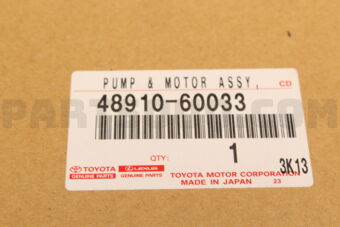 PUMP & MOTOR ASSY, CD
48910-60033
QTY: 1
3K13
TOYOTA LEXUS
GENUINE PARTS GENUINE PARTS
TOYOTA MOTOR CORPORATION
MADE IN JAPAN 23